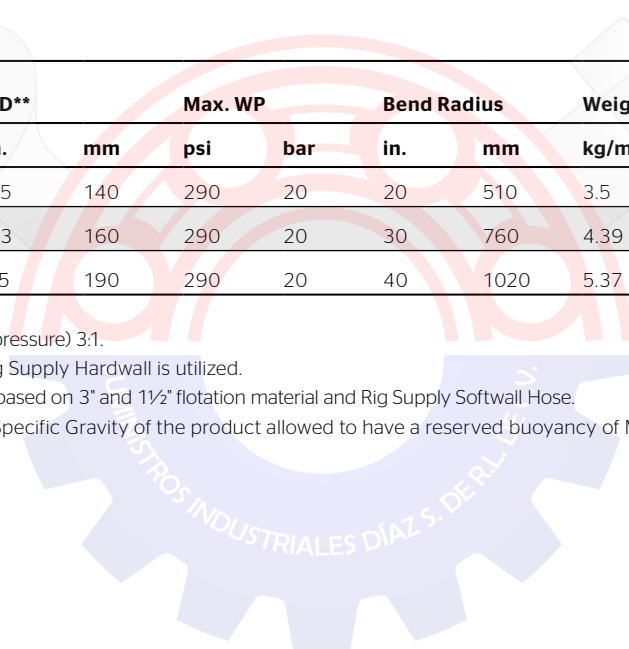 D** Max. WP Bend Radius Weig
. mm psi bar in. mm kg/m
5 140 290 20 20 510 3.5
3 160 290 20 30 760 4.39
5 190 290 20 40 1020 5.37
pressure) 3:1.
g Supply Hardwall is utilized.
based on 3" and 1½" flotation material and Rig Supply Softwall Hose.
Specific Gravity of the product allowed to have a reserved buoyancy of
UMINISTROS INDUSTRIALES DÍAZ S. DE R.L. DE C.V.